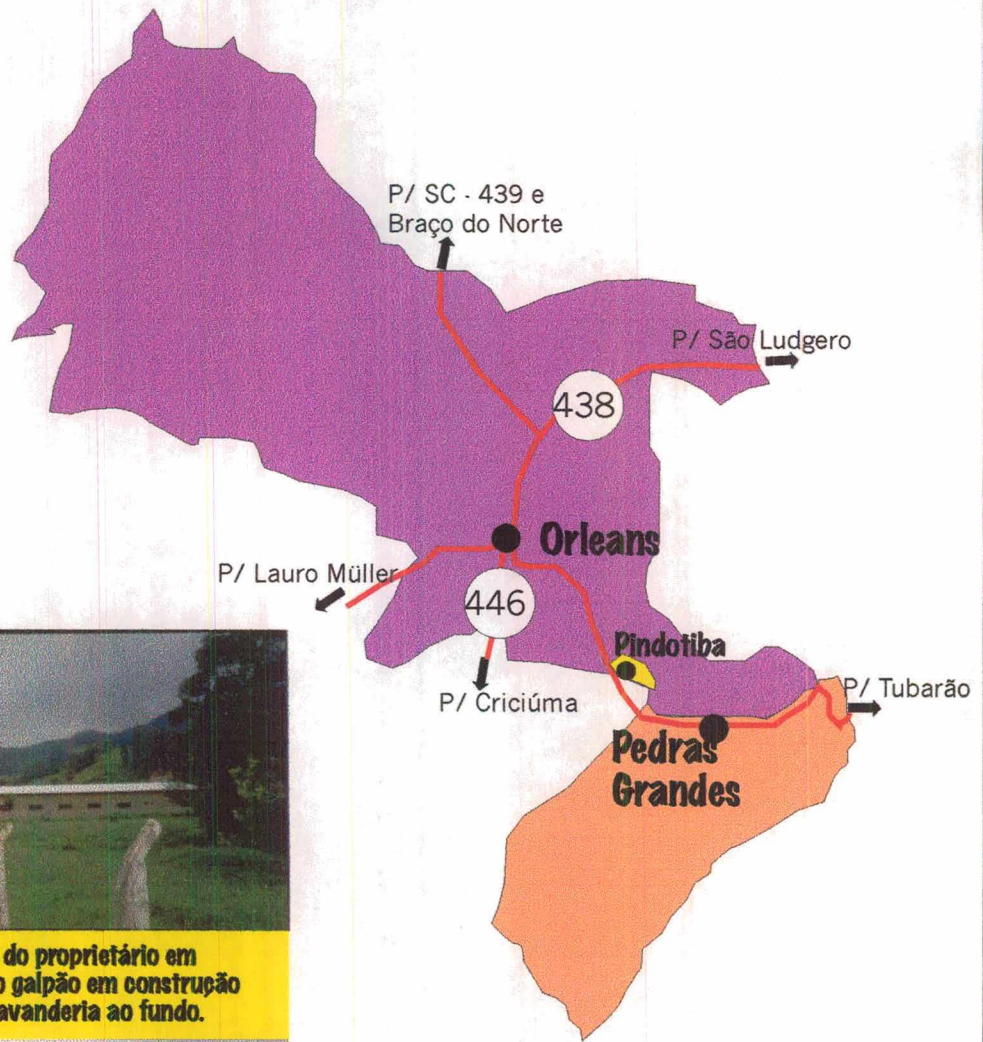 P/ SC - 439 e
Braço do Norte
P/ São Ludgero
438
Orleans
P/ Lauro Müller
446
Pindotiba
P/ Criciúma
P/ Tubarão
Pedras
Grandes
do proprietário em
galpão em construção
lavanderia ao fundo.